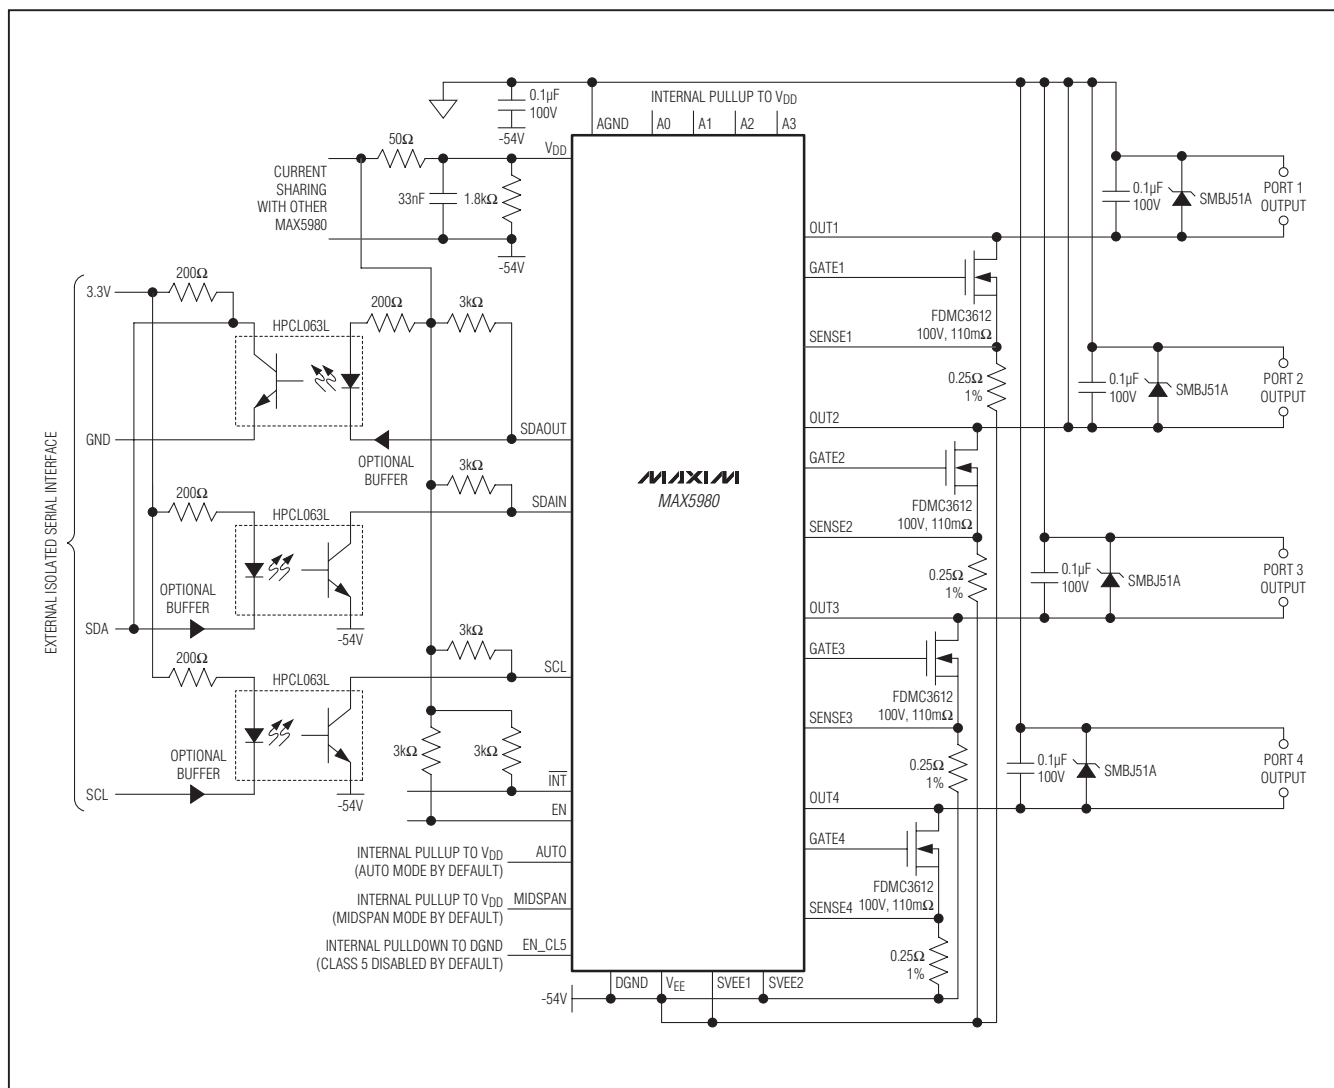 INTERNAL PULLUP TO VDD
0.1µF
100V
-54V
AGND
A0
A1
A2
A3
50Ω
VDD
CURRENT
SHARING
WITH OTHER
MAX5980
33nF
1.8kΩ
-54V
0.1µF
100V
SMBJ51A
PORT 1
OUTPUT
OUT1
GATE1
FDMC3612
100V, 110mΩ
SENSE1
0.25Ω
1%
EXTERNAL ISOLATED SERIAL INTERFACE
3.3V
200Ω
HPCL063L
200Ω
3kΩ
GND
SDAOUT
OPTIONAL
BUFFER
0.1µF
100V
SMBJ51A
PORT 2
OUTPUT
OUT2
GATE2
FDMC3612
100V, 110mΩ
SENSE2
0.25Ω
1%
MAXIM
MAX5980
3kΩ
200Ω
HPCL063L
SDAIN
OPTIONAL
BUFFER
SDA
-54V
0.1µF
100V
SMBJ51A
PORT 3
OUTPUT
OUT3
GATE3
FDMC3612
100V, 110mΩ
SENSE3
0.25Ω
1%
3kΩ
200Ω
HPCL063L
SCL
OPTIONAL
BUFFER
SCL
-54V
3kΩ
3kΩ
INT
EN
0.1µF
100V
SMBJ51A
PORT 4
OUTPUT
OUT4
GATE4
FDMC3612
100V, 110mΩ
SENSE4
0.25Ω
1%
INTERNAL PULLUP TO VDD
(AUTO MODE BY DEFAULT)
AUTO
INTERNAL PULLUP TO VDD
(MIDSPAN MODE BY DEFAULT)
MIDSPAN
INTERNAL PULLDOWN TO DGND
(CLASS 5 DISABLED BY DEFAULT)
EN_CL5
-54V
DGND
VEE
SVEE1
SVEE2